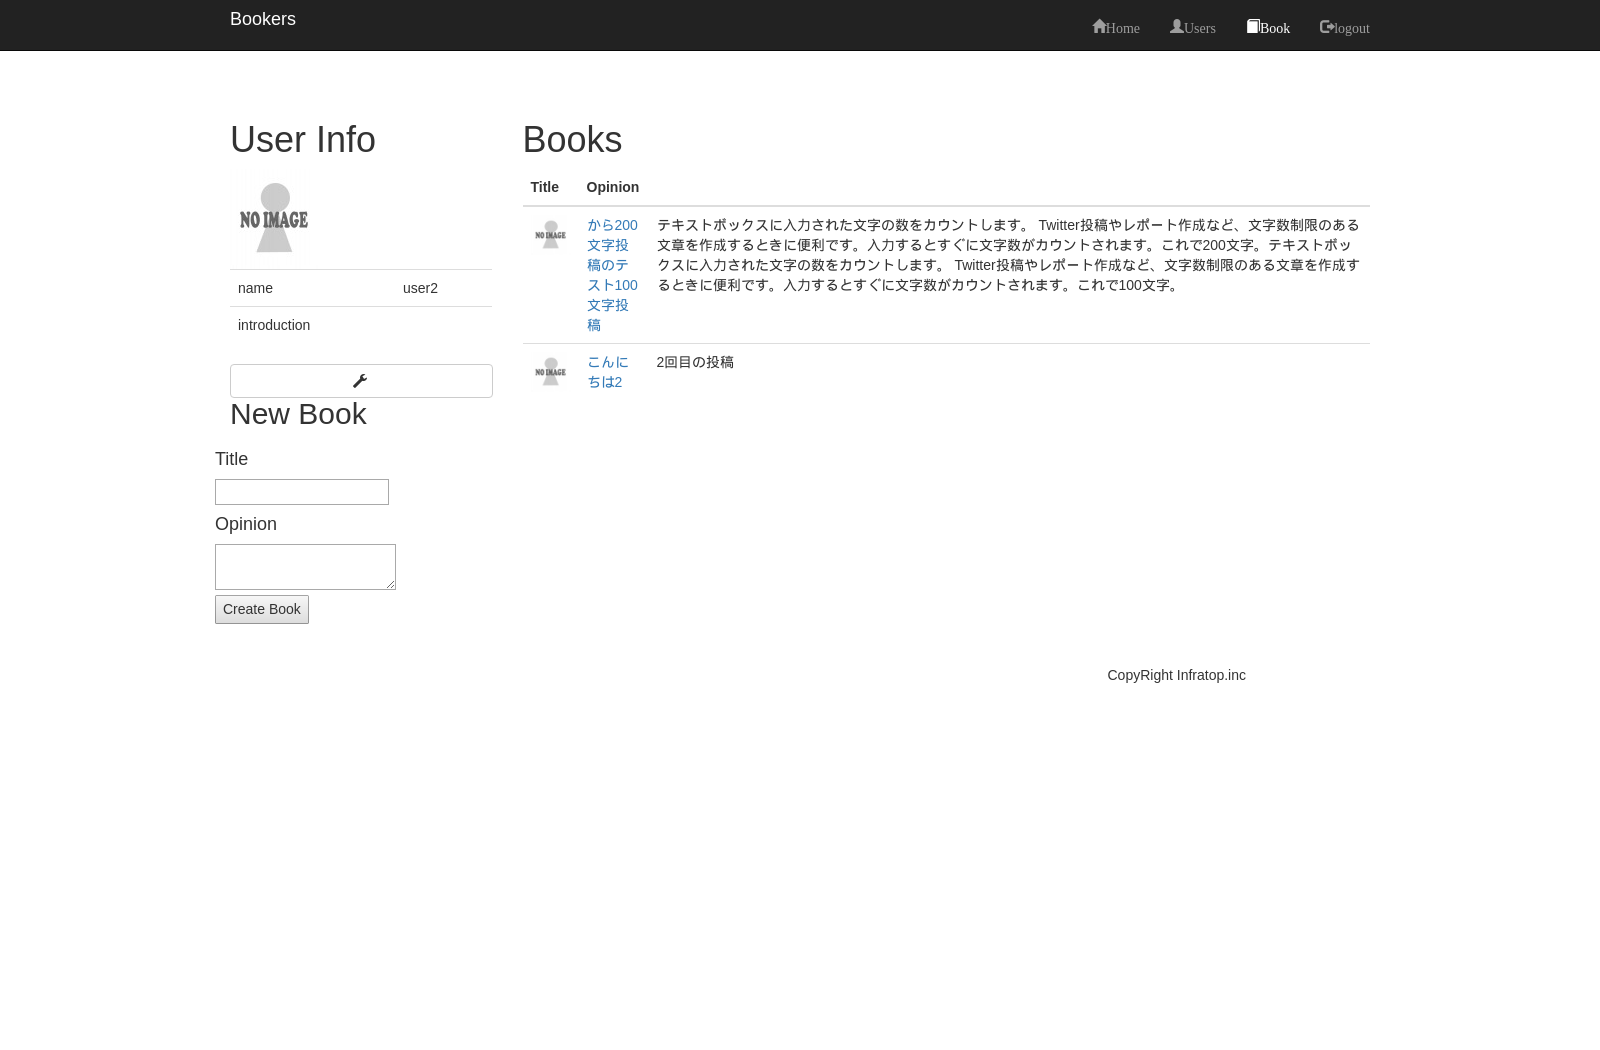 Bookers
Home Users Book logout
User Info
NO IMAGE
name user2
introduction
New Book
Title
Opinion
Create Book
Books
Title Opinion
NO IMAGE
から200
文字投
稿のテ
スト100
文字投
稿
テキストボックスに入力された文字の数をカウントします。 Twitter投稿やレポート作成など、文字数制限のある
文章を作成するときに便利です。入力するとすぐに文字数がカウントされます。これで200文字。テキストボッ
クスに入力された文字の数をカウントします。 Twitter投稿やレポート作成など、文字数制限のある文章を作成す
るときに便利です。入力するとすぐに文字数がカウントされます。これで100文字。
NO IMAGE
こんに
ちは2
2回目の投稿
CopyRight Infratop.inc